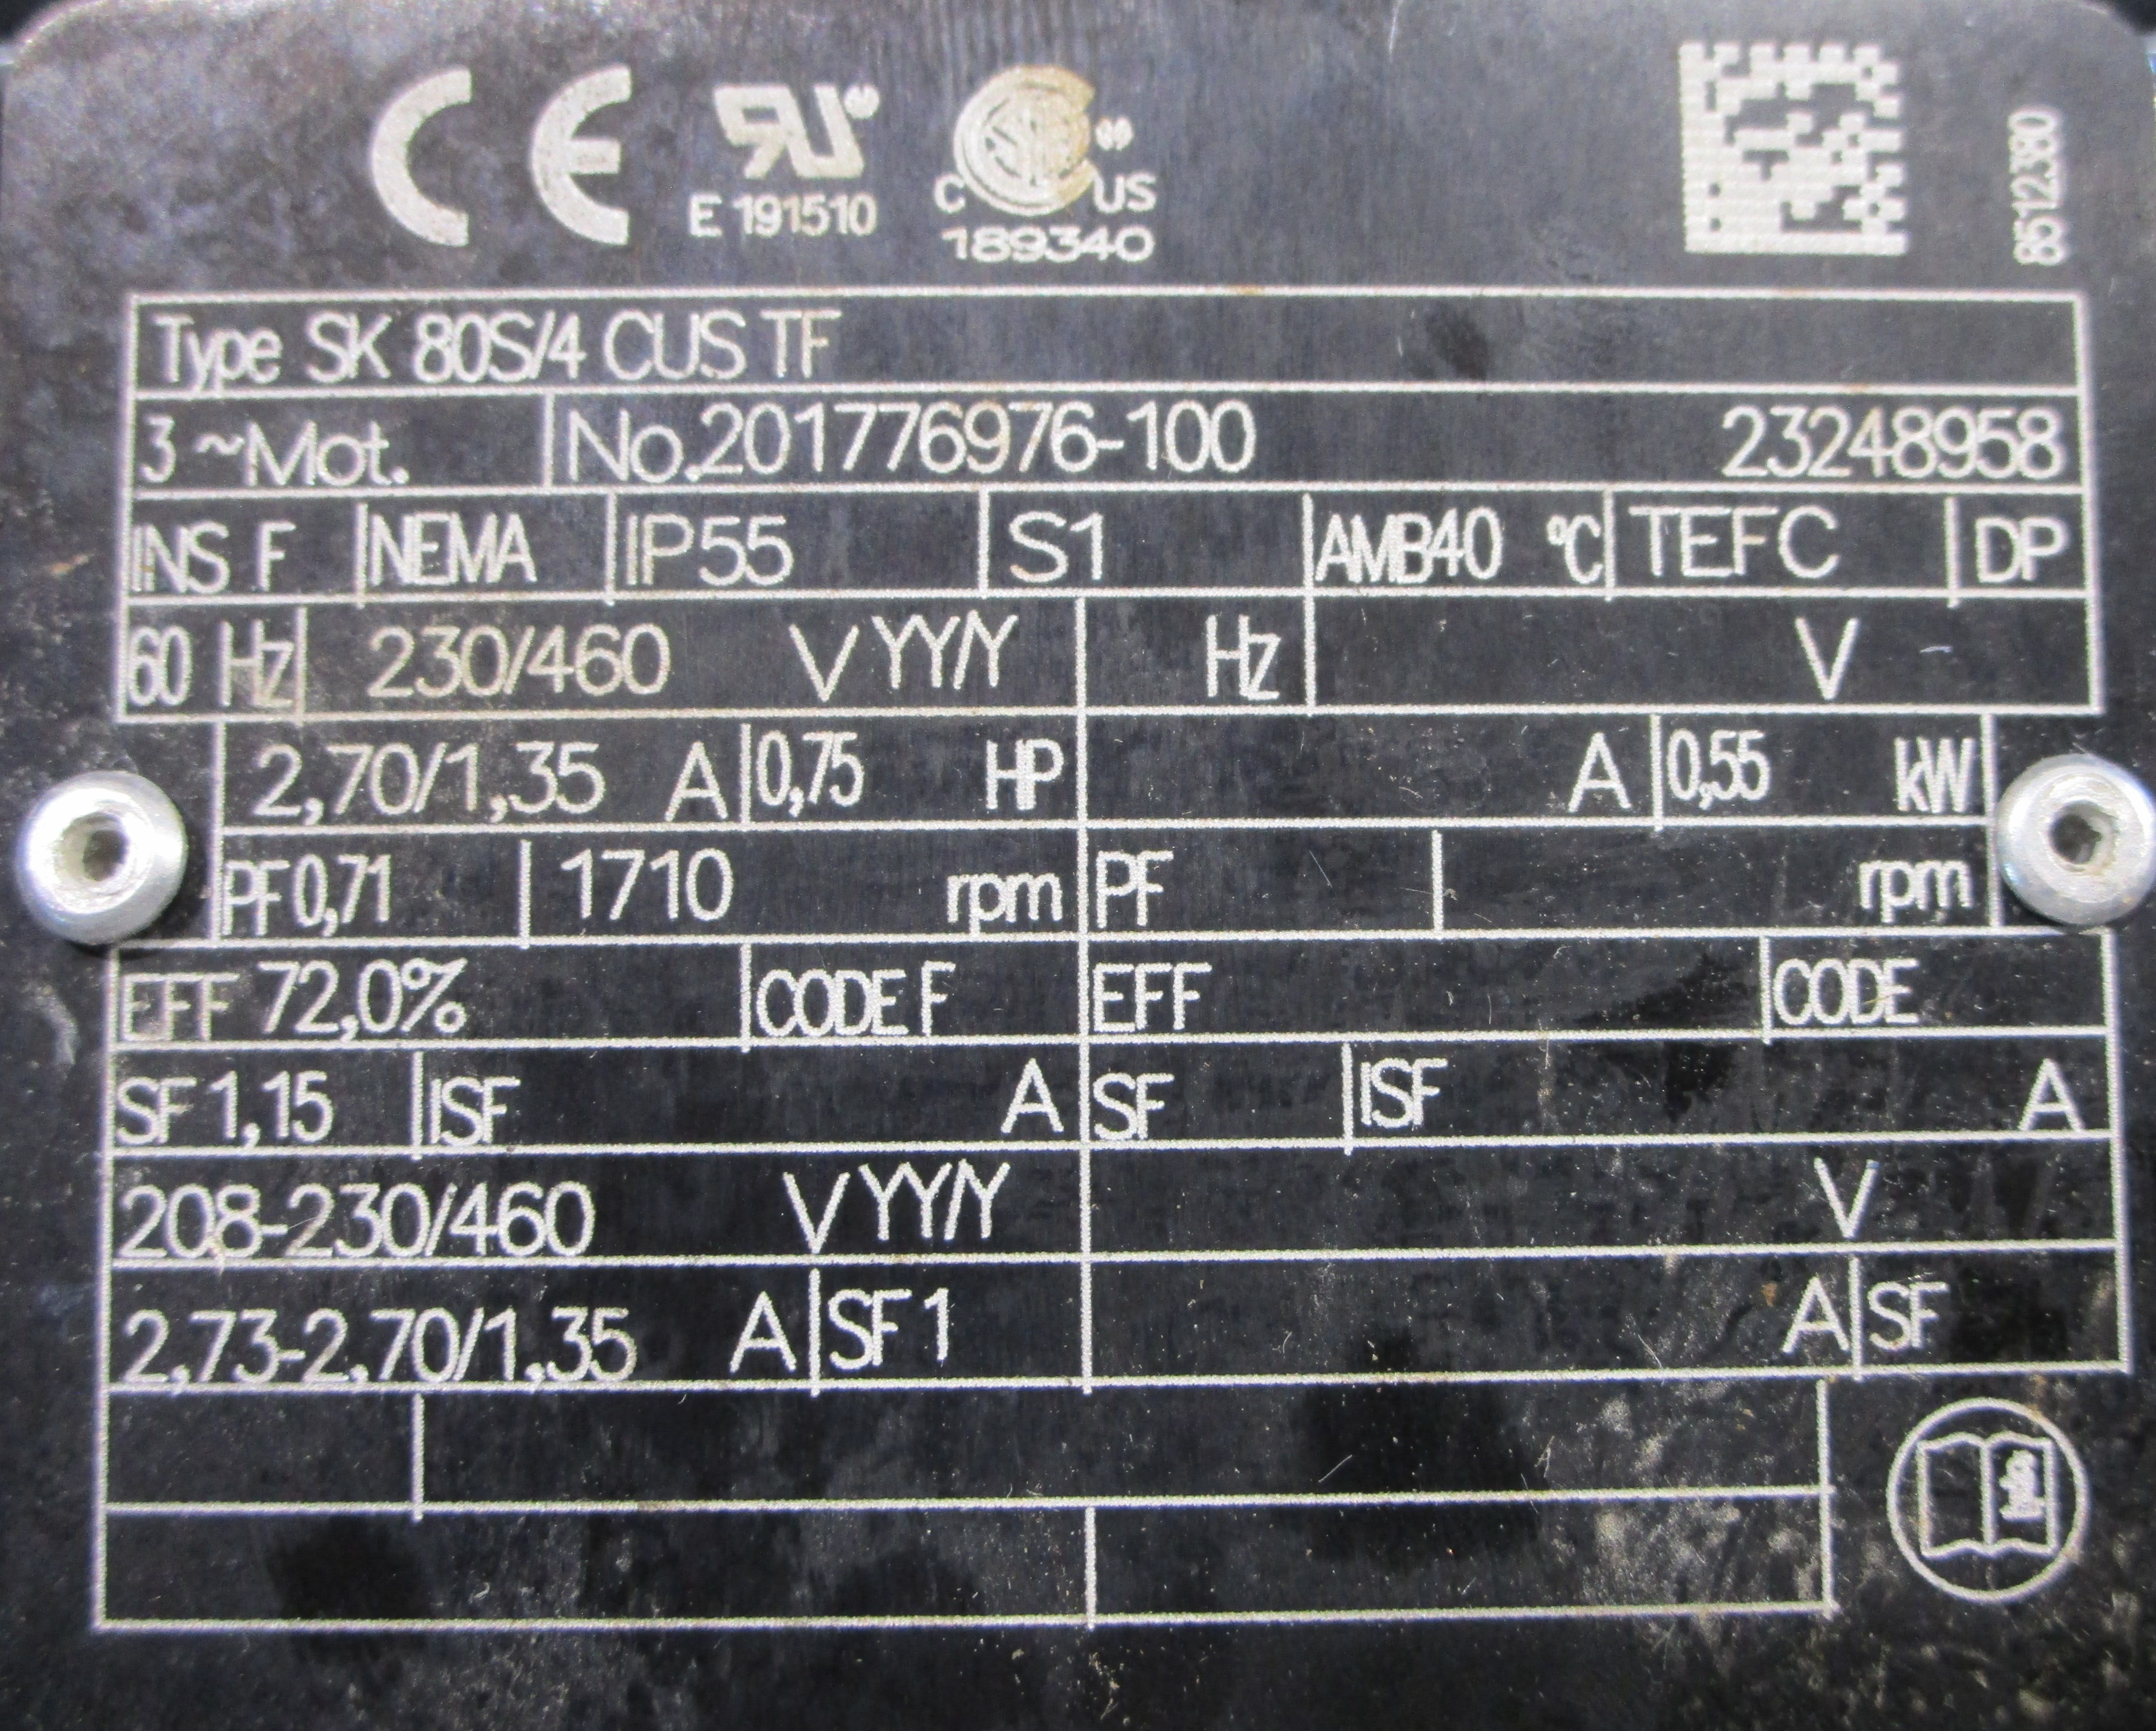 CE
E 191510
C US
189340
8512380
Type SK 80S/4 CUS TF
3 ~Mot. No.201776976-100 23248958
INS F NEMA IP55 S1 AMB40 °C TEFC DP
60 Hz 230/460 V YY/Y Hz V
2,70/1,35 A 0,75 HP A 0,55 kW
PF 0,71 1710 rpm PF rpm
EFF 72,0% CODE F EFF CODE
SF 1,15 ISF A SF ISF A
208-230/460 V YY/Y V
2,73-2,70/1,35 A SF 1 A SF